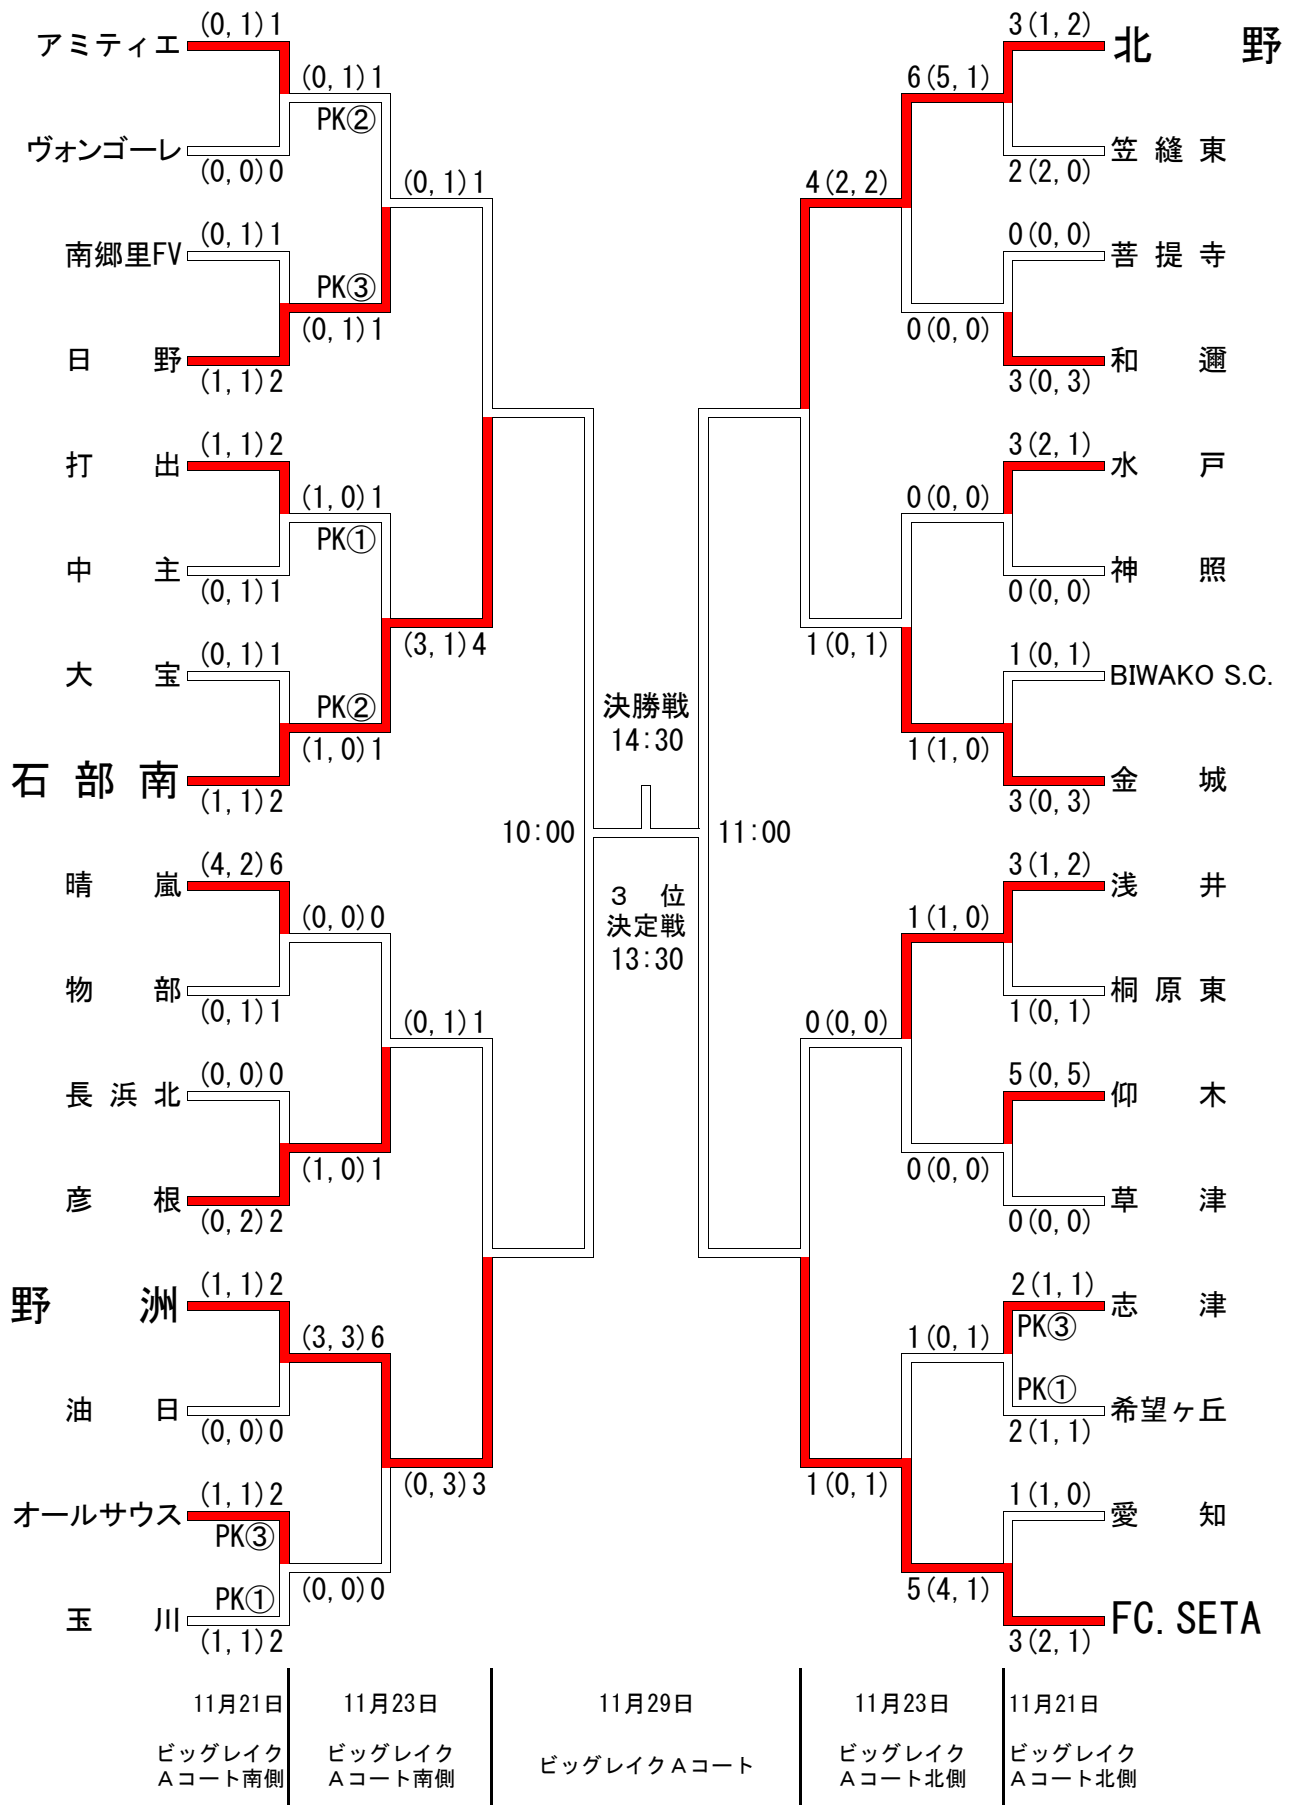 (0,1)1
アミティエ
(0,1)1
PK②
ヴォンゴーレ
(0,0)0
(0,1)1
(0,1)1
南郷里FV
PK③
(0,1)1
日 野
(1,1)2
(1,1)2
打 出
(1,0)1
PK①
中 主
(0,1)1
(3,1)4
(0,1)1
大 宝
PK②
(1,0)1
石 部 南
(1,1)2
(4,2)6
晴 嵐
(0,0)0
物 部
(0,1)1
(0,1)1
(0,0)0
長 浜 北
(1,0)1
彦 根
(0,2)2
(1,1)2
野 洲
(3,3)6
油 日
(0,0)0
(0,3)3
(1,1)2
オールサウス
PK③
(0,0)0
PK①
玉 川
(1,1)2
決勝戦
14:30
10:00
11:00
3 位
決定戦
13:30
3(1,2)
北 野
6(5,1)
笠 縫 東
2(2,0)
4(2,2)
0(0,0)
菩 提 寺
0(0,0)
和 邇
3(0,3)
3(2,1)
水 戸
0(0,0)
神 照
0(0,0)
1(0,1)
1(0,1)
BIWAKO S.C.
1(1,0)
金 城
3(0,3)
3(1,2)
浅 井
1(1,0)
桐 原 東
1(0,1)
0(0,0)
5(0,5)
仰 木
0(0,0)
草 津
0(0,0)
2(1,1)
志 津
PK③
1(0,1)
PK①
希望ヶ丘
2(1,1)
1(0,1)
1(1,0)
愛 知
5(4,1)
FC.SETA
3(2,1)
11月21日
ビッグレイク
Aコート南側
11月23日
ビッグレイク
Aコート南側
11月29日
ビッグレイクAコート
11月23日
ビッグレイク
Aコート北側
11月21日
ビッグレイク
Aコート北側